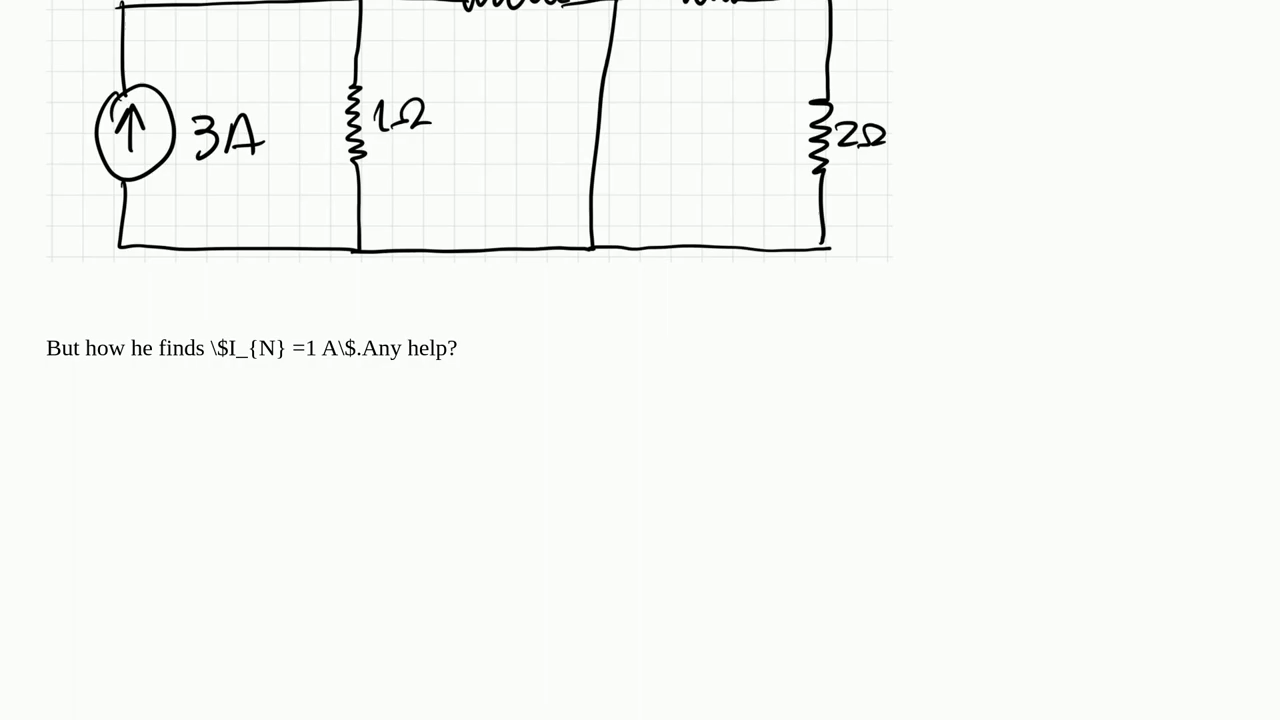 3A
1Ω
2Ω
But how he finds \$I_{N} =1 A\$.Any help?